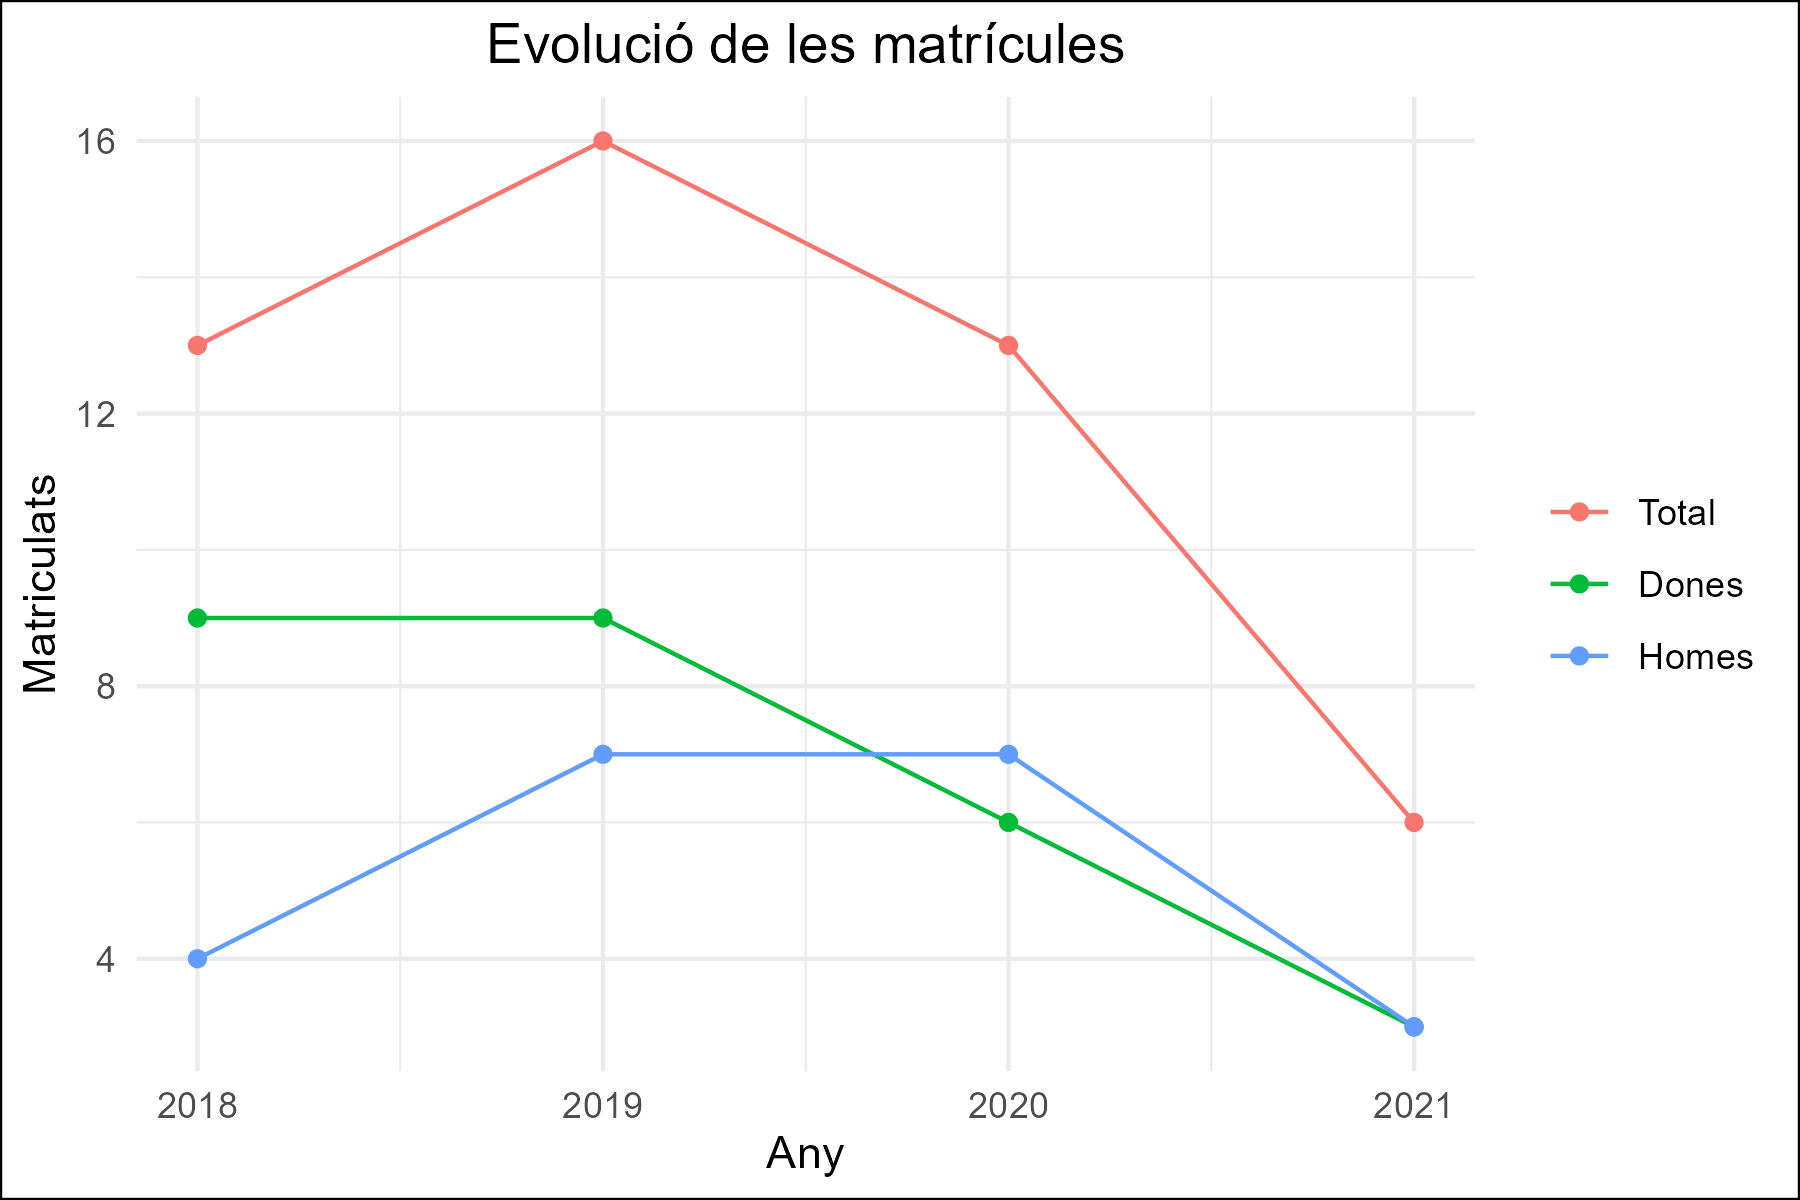 Evolució de les matrícules
16
12
8
4
Matriculats
2018
2019
2020
2021
Any
Total
Dones
Homes